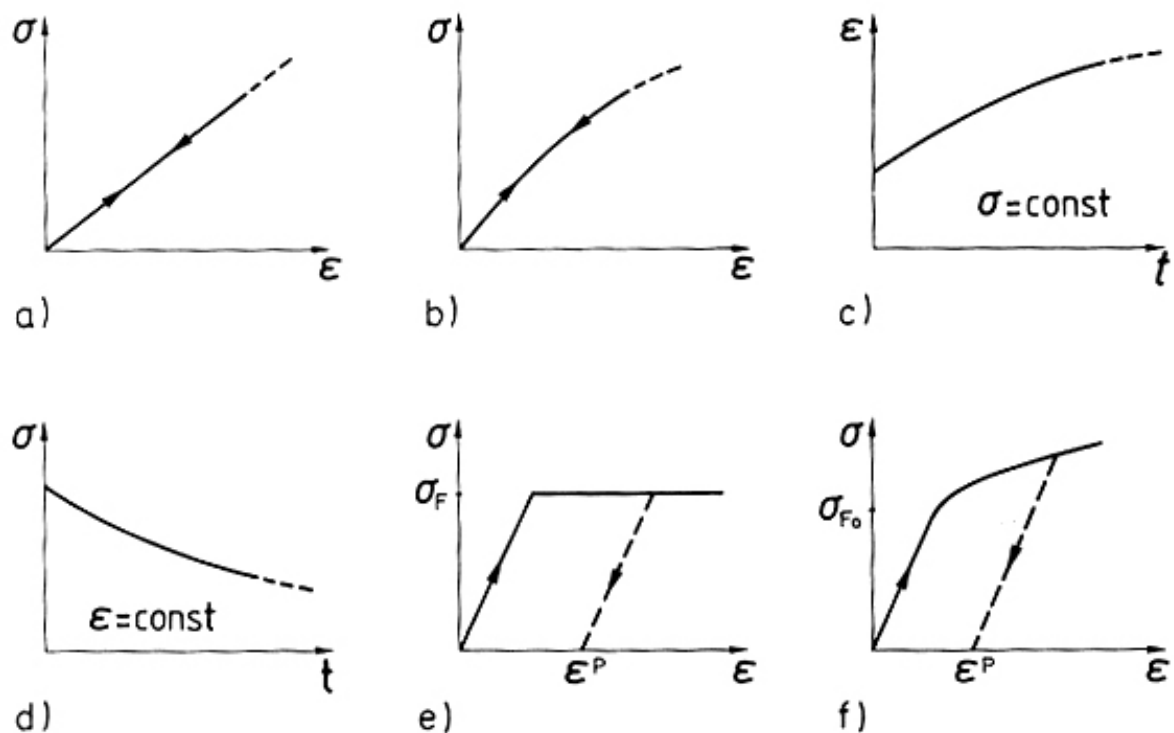 σ
ε
a)
σ
ε
b)
ε
σ = const
t
c)
σ
ε = const
t
d)
σ
σF
εP
ε
e)
σ
σF0
εP
ε
f)